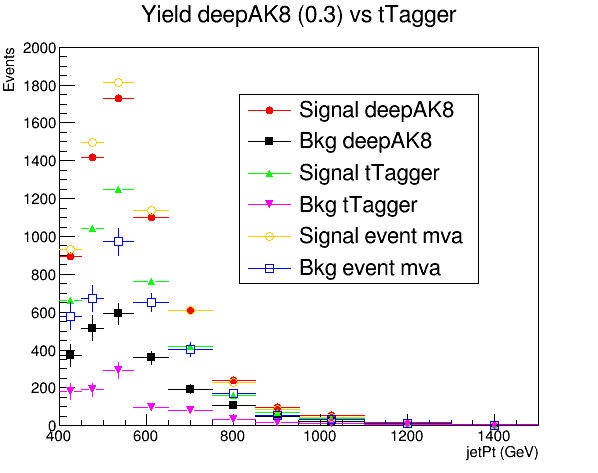 Yield deepAK8 (0.3) vs tTagger
Events
2000
1800
1600
1400
1200
1000
800
600
400
200
0
Signal deepAK8
Bkg deepAK8
Signal tTagger
Bkg tTagger
Signal event mva
Bkg event mva
400 600 800 1000 1200 1400
jetPt (GeV)